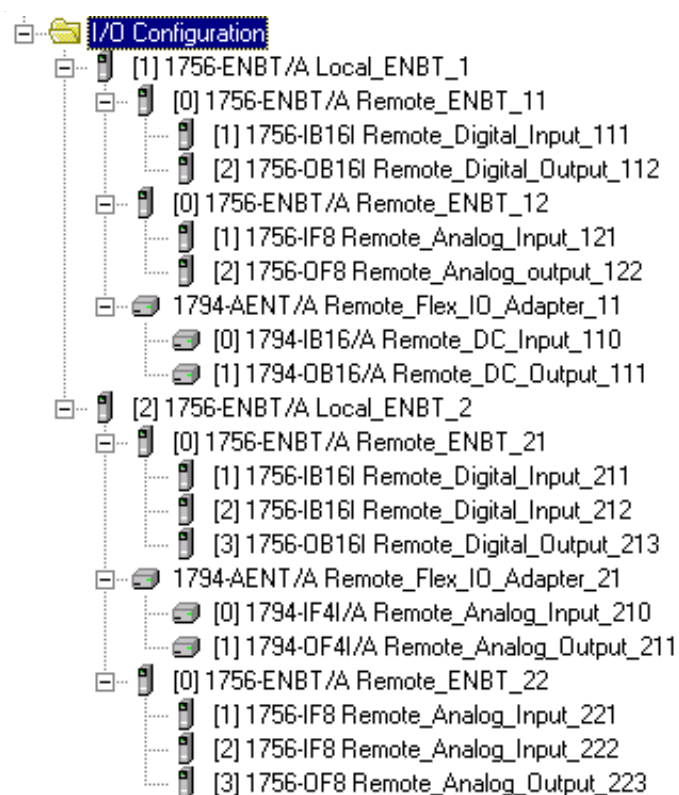 I/O Configuration
[1] 1756-ENBT/A Local_ENBT_1
[0] 1756-ENBT/A Remote_ENBT_11
[1] 1756-IB16I Remote_Digital_Input_111
[2] 1756-OB16I Remote_Digital_Output_112
[0] 1756-ENBT/A Remote_ENBT_12
[1] 1756-IF8 Remote_Analog_Input_121
[2] 1756-OF8 Remote_Analog_output_122
1794-AENT/A Remote_Flex_IO_Adapter_11
[0] 1794-IB16/A Remote_DC_Input_110
[1] 1794-OB16/A Remote_DC_Output_111
[2] 1756-ENBT/A Local_ENBT_2
[0] 1756-ENBT/A Remote_ENBT_21
[1] 1756-IB16I Remote_Digital_Input_211
[2] 1756-IB16I Remote_Digital_Input_212
[3] 1756-OB16I Remote_Digital_Output_213
1794-AENT/A Remote_Flex_IO_Adapter_21
[0] 1794-IF4I/A Remote_Analog_Input_210
[1] 1794-OF4I/A Remote_Analog_Output_211
[0] 1756-ENBT/A Remote_ENBT_22
[1] 1756-IF8 Remote_Analog_Input_221
[2] 1756-IF8 Remote_Analog_Input_222
[3] 1756-OF8 Remote_Analog_Output_223